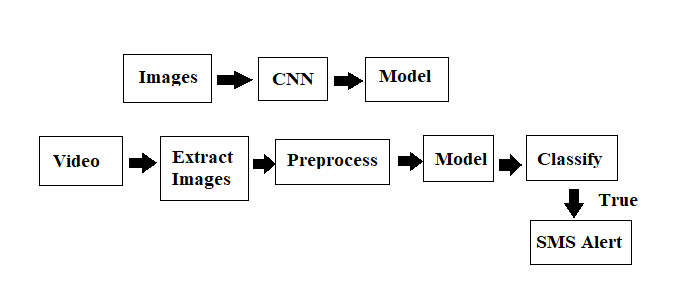 Images
CNN
Model
Video
Extract
Images
Preprocess
Model
Classify
True
SMS Alert